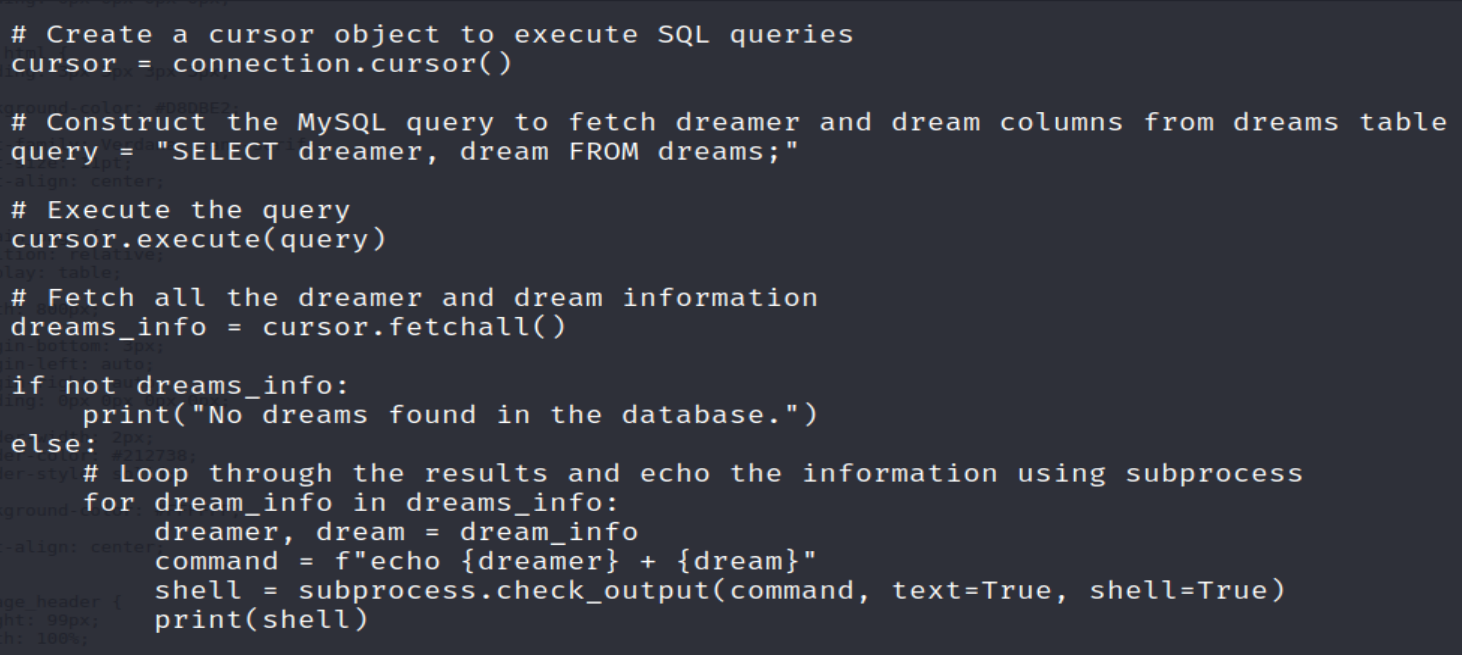 # Create a cursor object to execute SQL queries
cursor = connection.cursor()
# Construct the MySQL query to fetch dreamer and dream columns from dreams table
query = "SELECT dreamer, dream FROM dreams;"
# Execute the query
cursor.execute(query)
# Fetch all the dreamer and dream information
dreams_info = cursor.fetchall()
if not dreams_info:
    print("No dreams found in the database.")
else:
    # Loop through the results and echo the information using subprocess
    for dream_info in dreams_info:
        dreamer, dream = dream_info
        command = f"echo {dreamer} + {dream}"
        shell = subprocess.check_output(command, text=True, shell=True)
        print(shell)